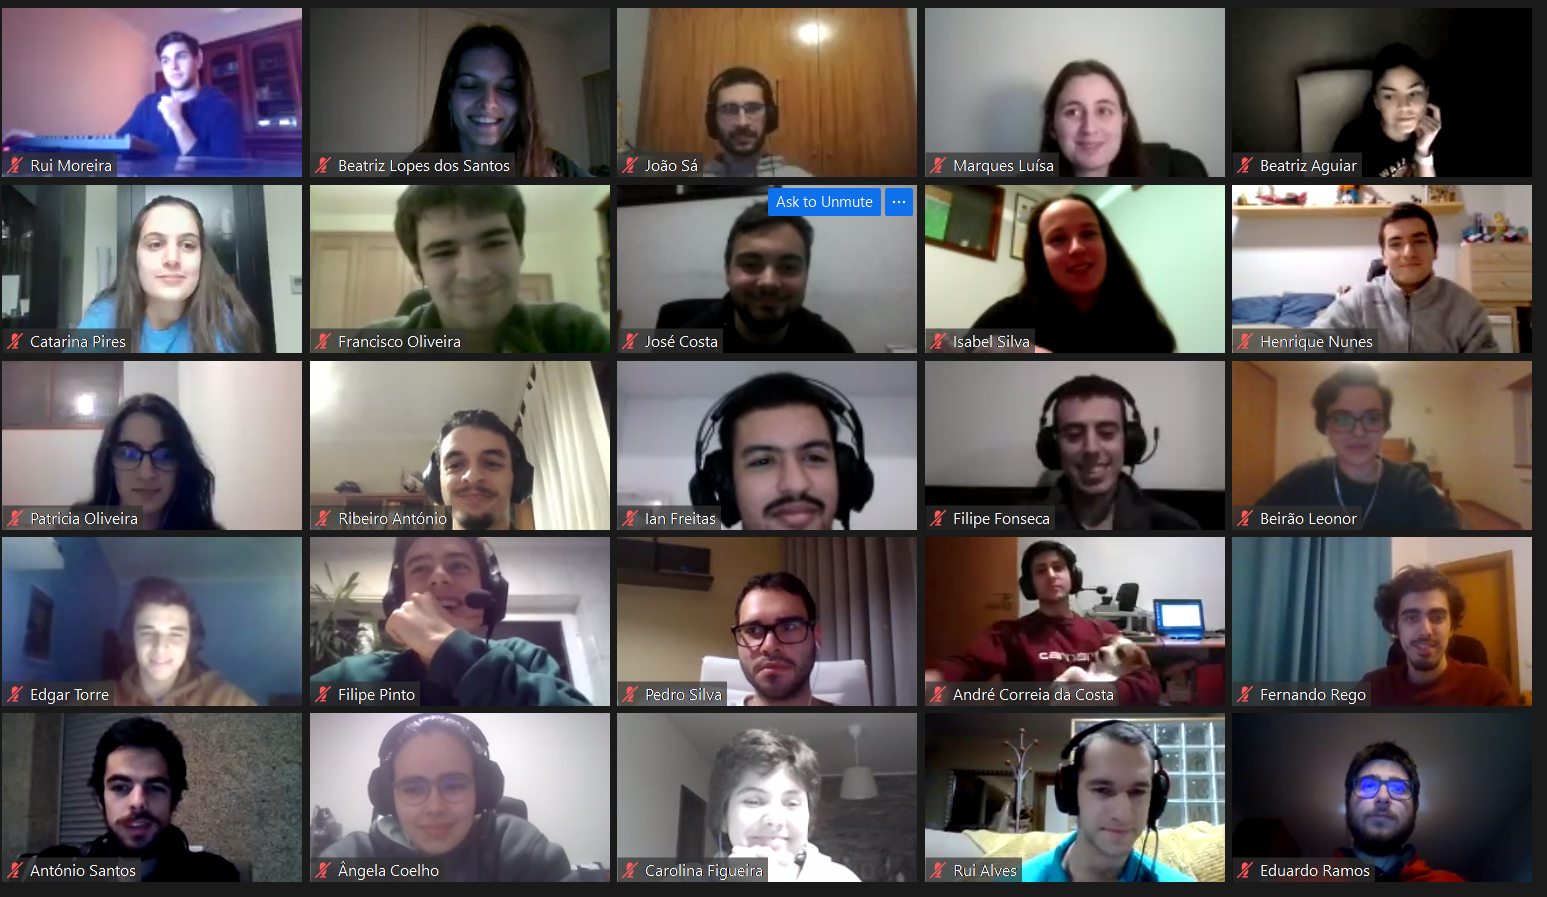 Rui Moreira
Beatriz Lopes dos Santos
João Sá
Marques Luísa
Beatriz Aguiar
Ask to Unmute
Catarina Pires
Francisco Oliveira
José Costa
Isabel Silva
Henrique Nunes
Patricia Oliveira
Ribeiro António
Ian Freitas
Filipe Fonseca
Beirão Leonor
Edgar Torre
Filipe Pinto
Pedro Silva
André Correia da Costa
Fernando Rego
António Santos
Ângela Coelho
Carolina Figueira
Rui Alves
Eduardo Ramos